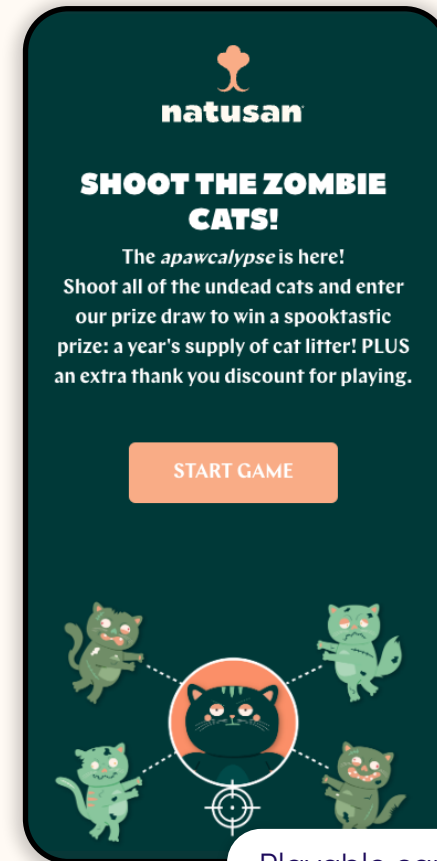 natusan
SHOOT THE ZOMBIE
CATS!
The apawcalypse is here!
Shoot all of the undead cats and enter
our prize draw to win a spooktastic
prize: a year's supply of cat litter! PLUS
an extra thank you discount for playing.
START GAME
Playable